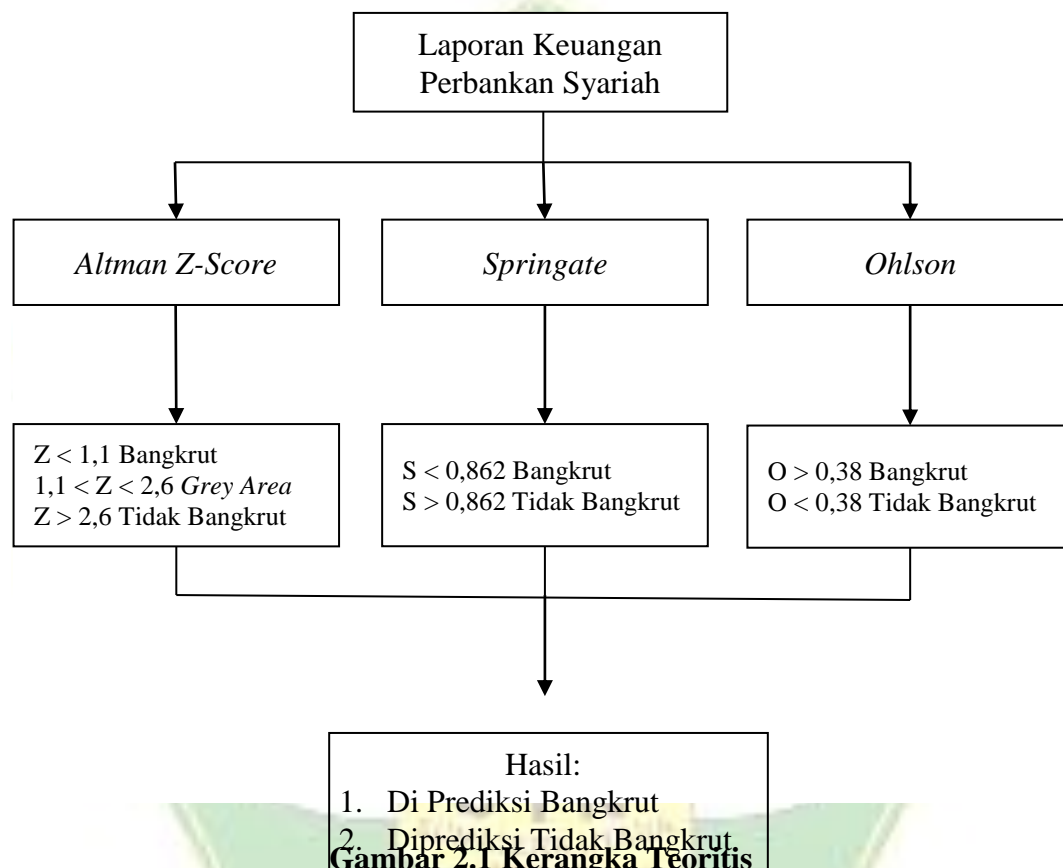 Laporan Keuangan
Perbankan Syariah
Altman Z-Score
Springate
Ohlson
Z < 1,1 Bangkrut
1,1 < Z < 2,6 Grey Area
Z > 2,6 Tidak Bangkrut
S < 0,862 Bangkrut
S > 0,862 Tidak Bangkrut
O > 0,38 Bangkrut
O < 0,38 Tidak Bangkrut
Hasil:
1. Di Prediksi Bangkrut
2. Diprediksi Tidak Bangkrut
Gambar 2.1 Kerangka Teoritis